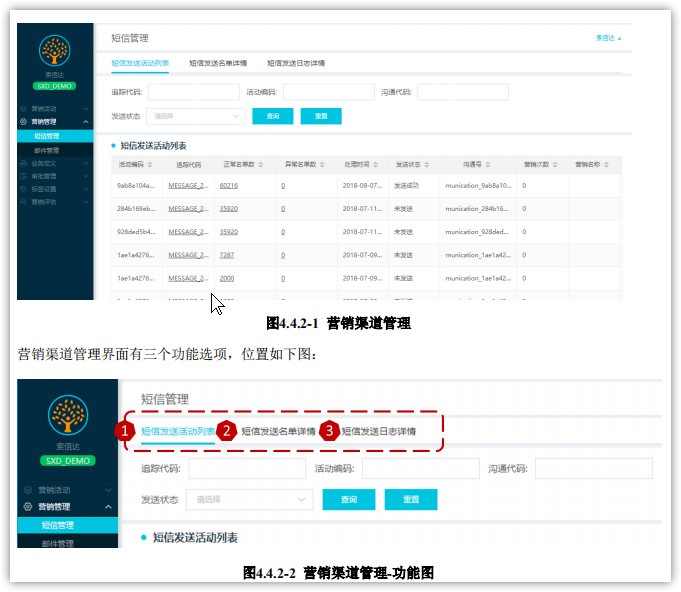 短信管理
索信达
短信发送活动列表 短信发送名单详情 短信发送日志详情
索信达
SXD_DEMO
追踪代码: 活动编码: 沟通代码:
营销活动
发送状态 请选择 查询 重置
营销管理
短信管理
短信发送活动列表
邮件管理
活动编码 追踪代码 正常名单数 异常名单数 处理时间 发送状态 沟通号 营销次数 营销名称
业务定义
审批管理
标签设置
营销评估
9ab8a104a... MESSAGE_2... 60216 0 2018-08-07... 发送成功 munication_9ab8a10... 0
284b169eb... MESSAGE_2... 35920 0 2018-07-11... 未发送 munication_284b16... 0
928ded5b4... MESSAGE_2... 35920 0 2018-07-11... 未发送 munication_928ded... 0
1ae1a4276... MESSAGE_2... 7287 0 2018-07-09... 未发送 munication_1ae1a42... 0
1ae1a4276... MESSAGE_2... 2000 0 2018-07-09... 未发送 munication_1ae1a42... 0
图4.4.2-1 营销渠道管理
营销渠道管理界面有三个功能选项，位置如下图：
短信管理
1 短信发送活动列表 2 短信发送名单详情 3 短信发送日志详情
索信达
SXD_DEMO
追踪代码: 活动编码: 沟通代码:
营销活动
发送状态 请选择 查询 重置
营销管理
短信管理
短信发送活动列表
邮件管理
图4.4.2-2 营销渠道管理-功能图